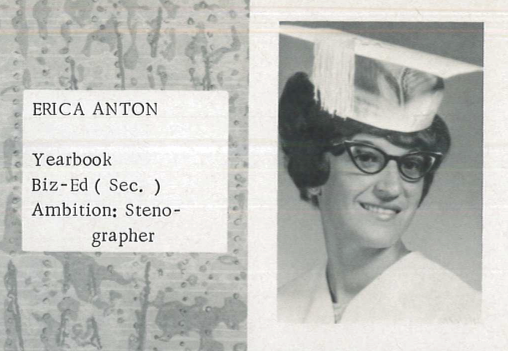 ERICA ANTON
Yearbook
Biz-Ed ( Sec. )
Ambition: Steno-
grapher